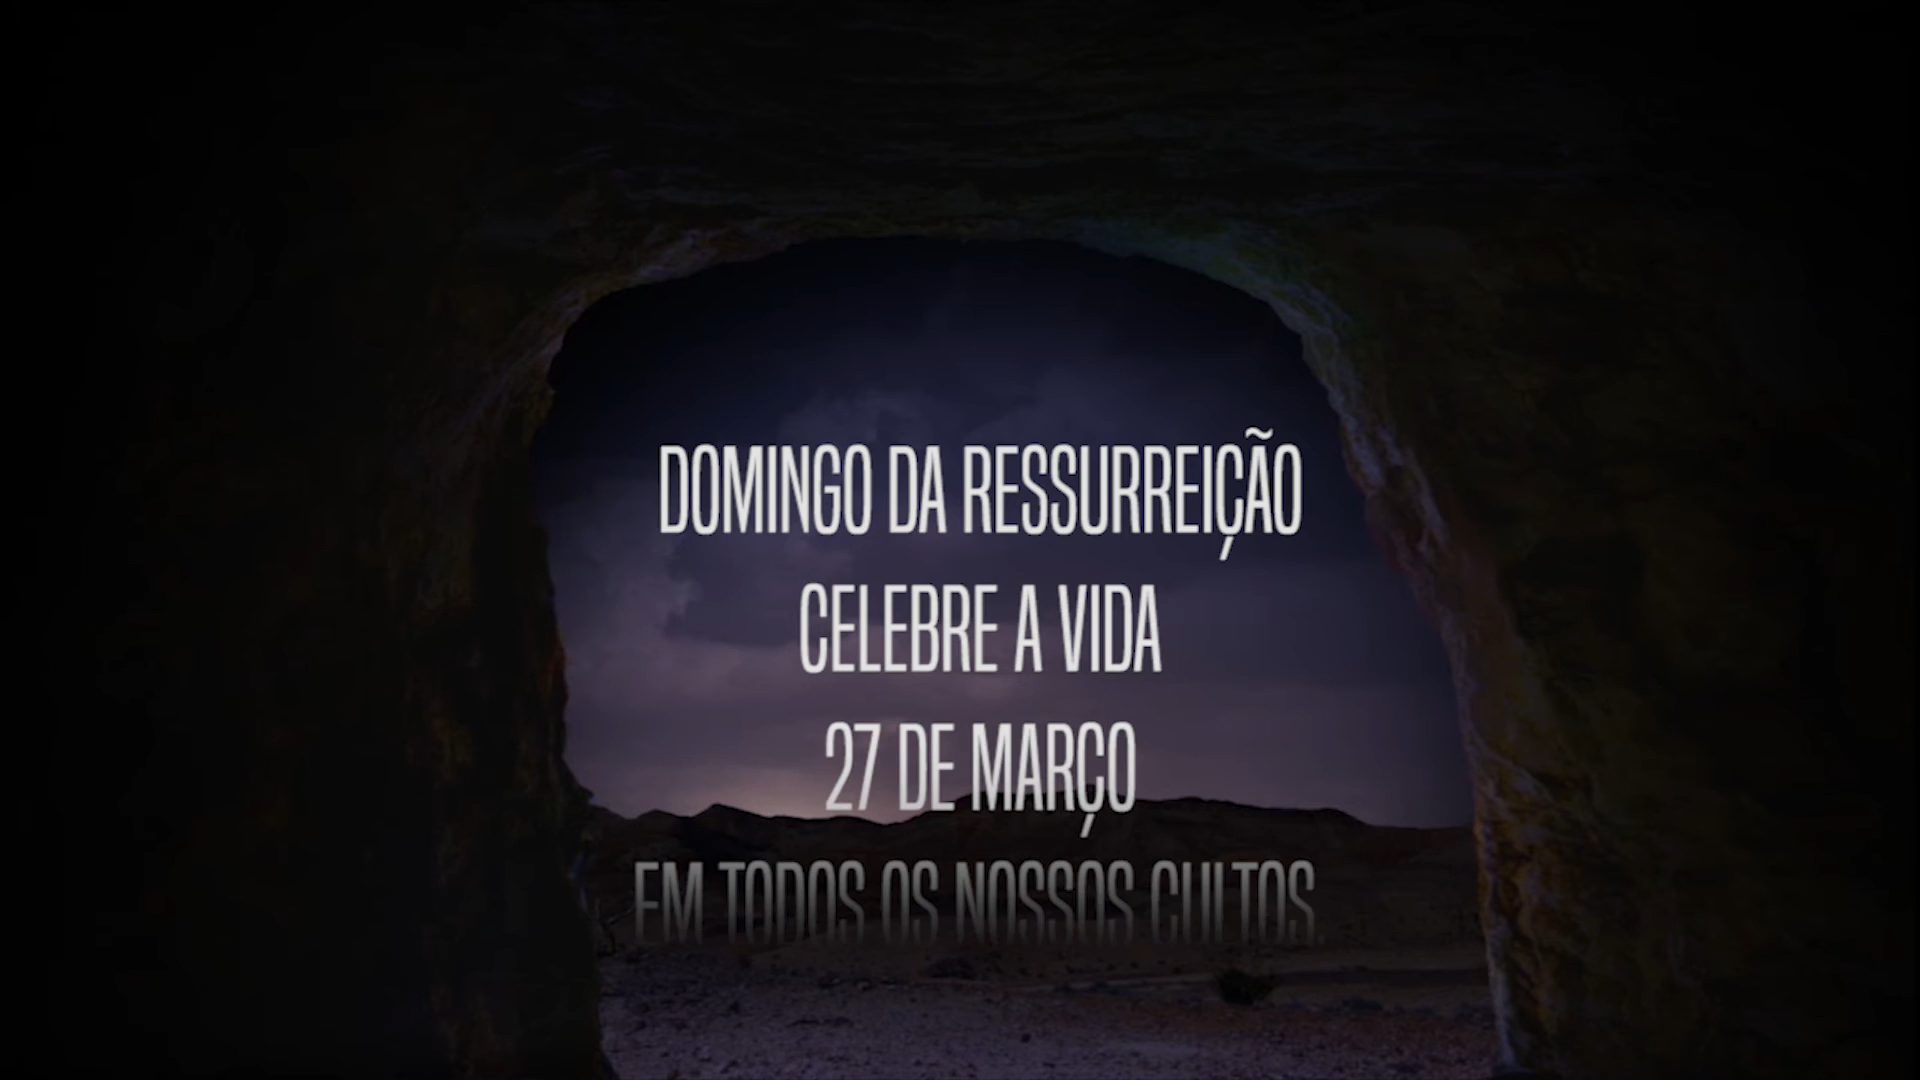 DOMINGO DA RESSURREIÇÃO
CELEBRE A VIDA
27 DE MARÇO
EM TODOS OS NOSSOS CULTOS.